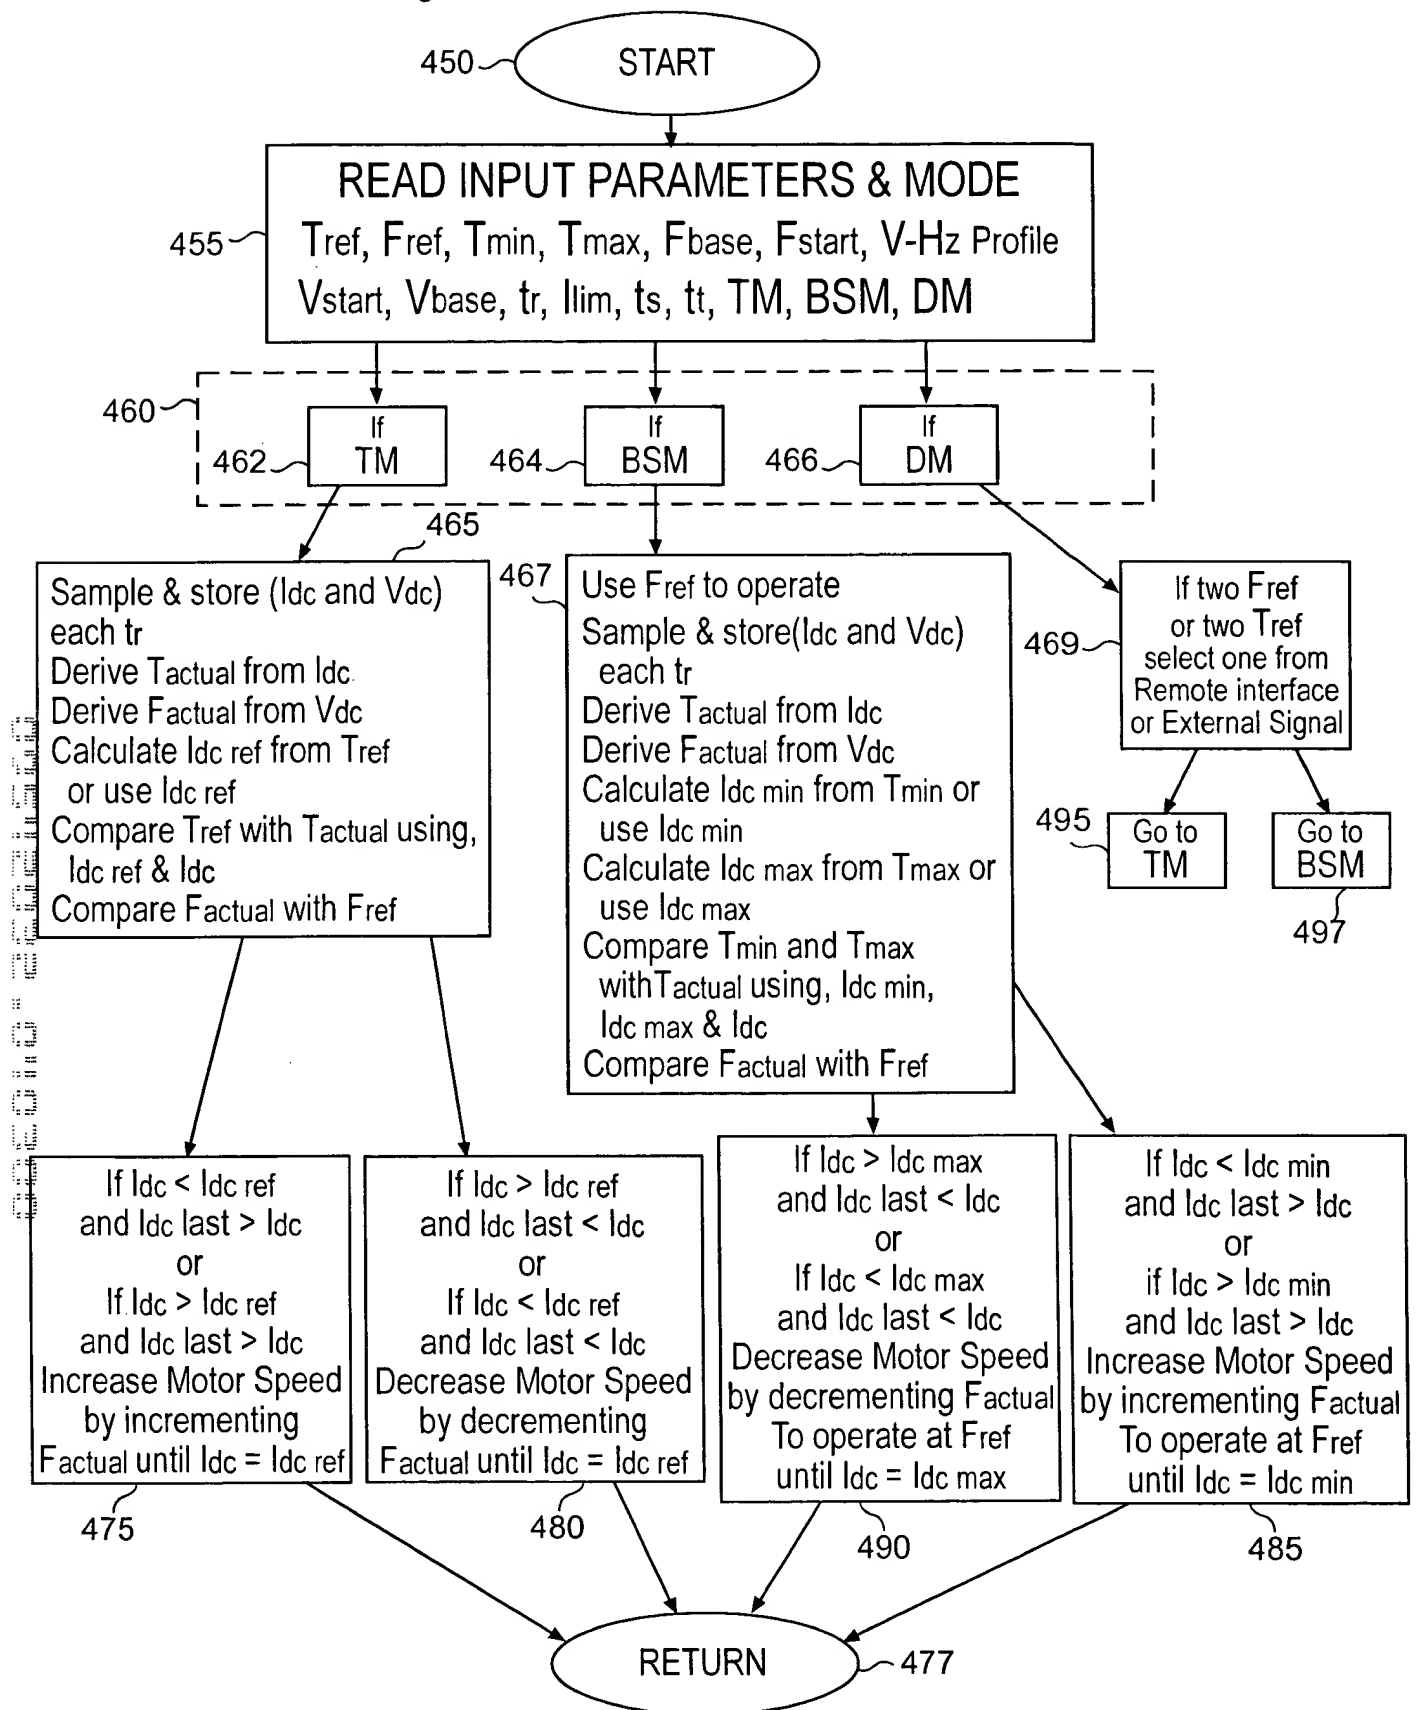 450
START
READ INPUT PARAMETERS & MODE
455
Tref, Fref, Tmin, Tmax, Fbase, Fstart, V-Hz Profile
Vstart, Vbase, tr, Ilim, ts, tt, TM, BSM, DM
460
462
If
TM
464
If
BSM
466
If
DM
465
Sample & store (Idc and Vdc)
each tr
Derive Tactual from Idc
Derive Factual from Vdc
Calculate Idc ref from Tref
or use Idc ref
Compare Tref with Tactual using,
Idc ref & Idc
Compare Factual with Fref
467
Use Fref to operate
Sample & store(Idc and Vdc)
each tr
Derive Tactual from Idc
Derive Factual from Vdc
Calculate Idc min from Tmin or
use Idc min
Calculate Idc max from Tmax or
use Idc max
Compare Tmin and Tmax
withTactual using, Idc min,
Idc max & Idc
Compare Factual with Fref
469
If two Fref
or two Tref
select one from
Remote interface
or External Signal
495
Go to
TM
Go to
BSM
497
If Idc < Idc ref
and Idc last > Idc
or
If Idc > Idc ref
and Idc last > Idc
Increase Motor Speed
by incrementing
Factual until Idc = Idc ref
475
If Idc > Idc ref
and Idc last < Idc
or
If Idc < Idc ref
and Idc last < Idc
Decrease Motor Speed
by decrementing
Factual until Idc = Idc ref
480
If Idc > Idc max
and Idc last < Idc
or
If Idc < Idc max
and Idc last < Idc
Decrease Motor Speed
by decrementing Factual
To operate at Fref
until Idc = Idc max
490
If Idc < Idc min
and Idc last > Idc
or
if Idc > Idc min
and Idc last > Idc
Increase Motor Speed
by incrementing Factual
To operate at Fref
until Idc = Idc min
485
RETURN
477